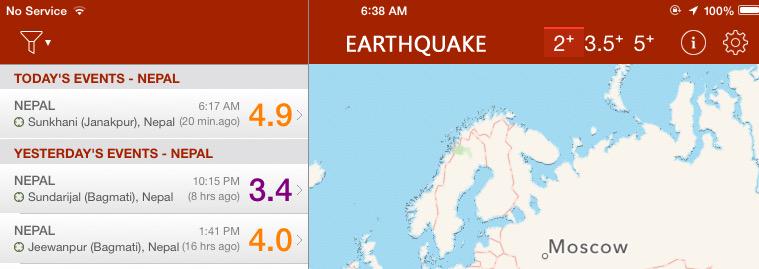 No Service 6:38 AM 100%
EARTHQUAKE 2+ 3.5+ 5+
TODAY'S EVENTS - NEPAL
NEPAL 6:17 AM
Sunkhani (Janakpur), Nepal (20 min.ago) 4.9
YESTERDAY'S EVENTS - NEPAL
NEPAL 10:15 PM
Sundarijal (Bagmati), Nepal (8 hrs ago) 3.4
NEPAL 1:41 PM
Jeewanpur (Bagmati), Nepal (16 hrs ago) 4.0
Moscow